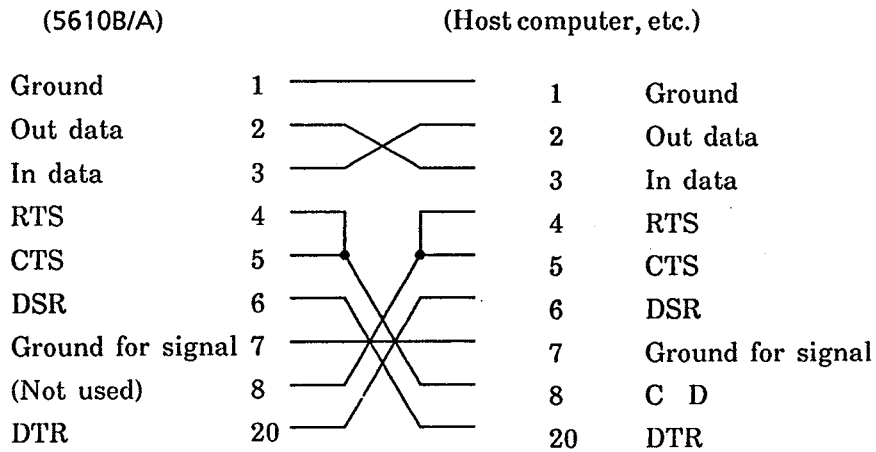 (5610B/A) (Host computer, etc.)
Ground 1 1 Ground
Out data 2 2 Out data
In data 3 3 In data
RTS 4 4 RTS
CTS 5 5 CTS
DSR 6 6 DSR
Ground for signal 7 7 Ground for signal
(Not used) 8 8 C D
DTR 20 20 DTR